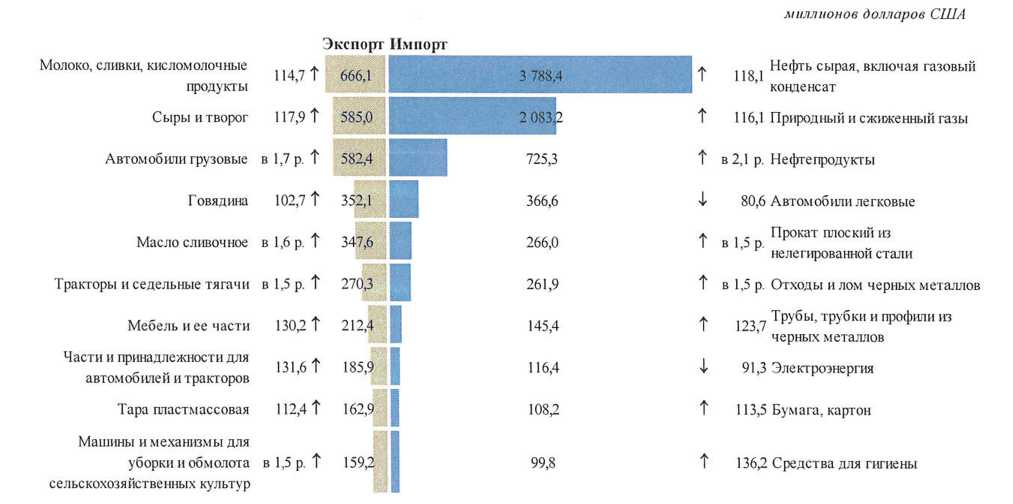 миллионов долларов США
Экспорт Импорт
Молоко, сливки, кисломолочные
продукты 114,7 ↑ 666,1 3 788,4 ↑ 118,1 Нефть сырая, включая газовый
конденсат
Сыры и творог 117,9 ↑ 585,0 2 083,2 ↑ 116,1 Природный и сжиженный газы
Автомобили грузовые в 1,7 р. ↑ 582,4 725,3 ↑ в 2,1 р. Нефтепродукты
Говядина 102,7 ↑ 352,1 366,6 ↓ 80,6 Автомобили легковые
Масло сливочное в 1,6 р. ↑ 347,6 266,0 ↑ в 1,5 р. Прокат плоский из
нелегированной стали
Тракторы и седельные тягачи в 1,5 р. ↑ 270,3 261,9 ↑ в 1,5 р. Отходы и лом черных металлов
Мебель и ее части 130,2 ↑ 212,4 145,4 ↑ 123,7 Трубы, трубки и профили из
черных металлов
Части и принадлежности для
автомобилей и тракторов 131,6 ↑ 185,9 116,4 ↓ 91,3 Электроэнергия
Тара пластмассовая 112,4 ↑ 162,9 108,2 ↑ 113,5 Бумага, картон
Машины и механизмы для
уборки и обмолота в 1,5 р. ↑ 159,2 99,8 ↑ 136,2 Средства для гигиены
сельскохозяйственных культур